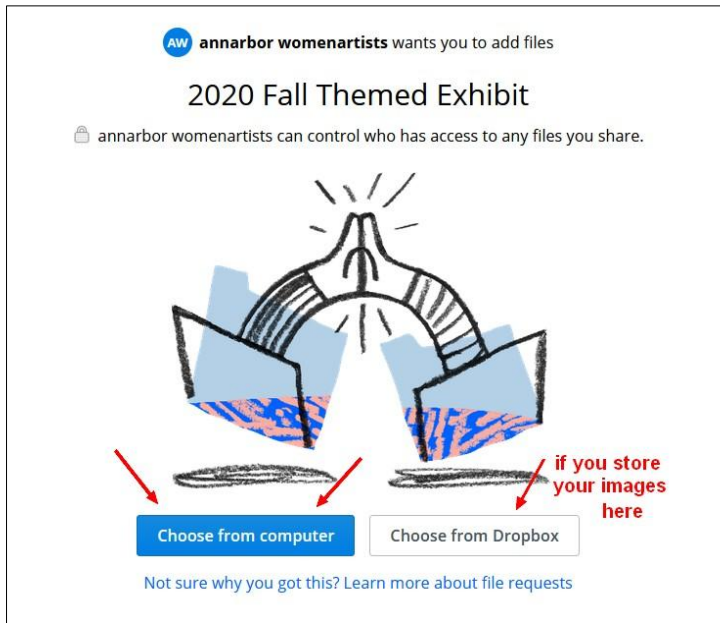 AW annarbor womenartists wants you to add files
2020 Fall Themed Exhibit
annarbor womenartists can control who has access to any files you share.
if you store
your images
here
Choose from computer
Choose from Dropbox
Not sure why you got this? Learn more about file requests